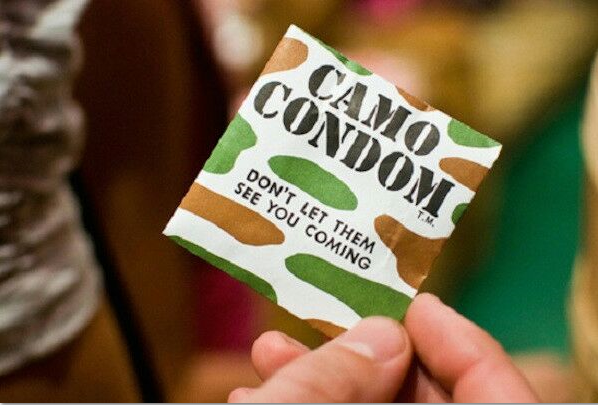 CAMO
CONDOM
T.M.
DON'T LET THEM
SEE YOU COMING